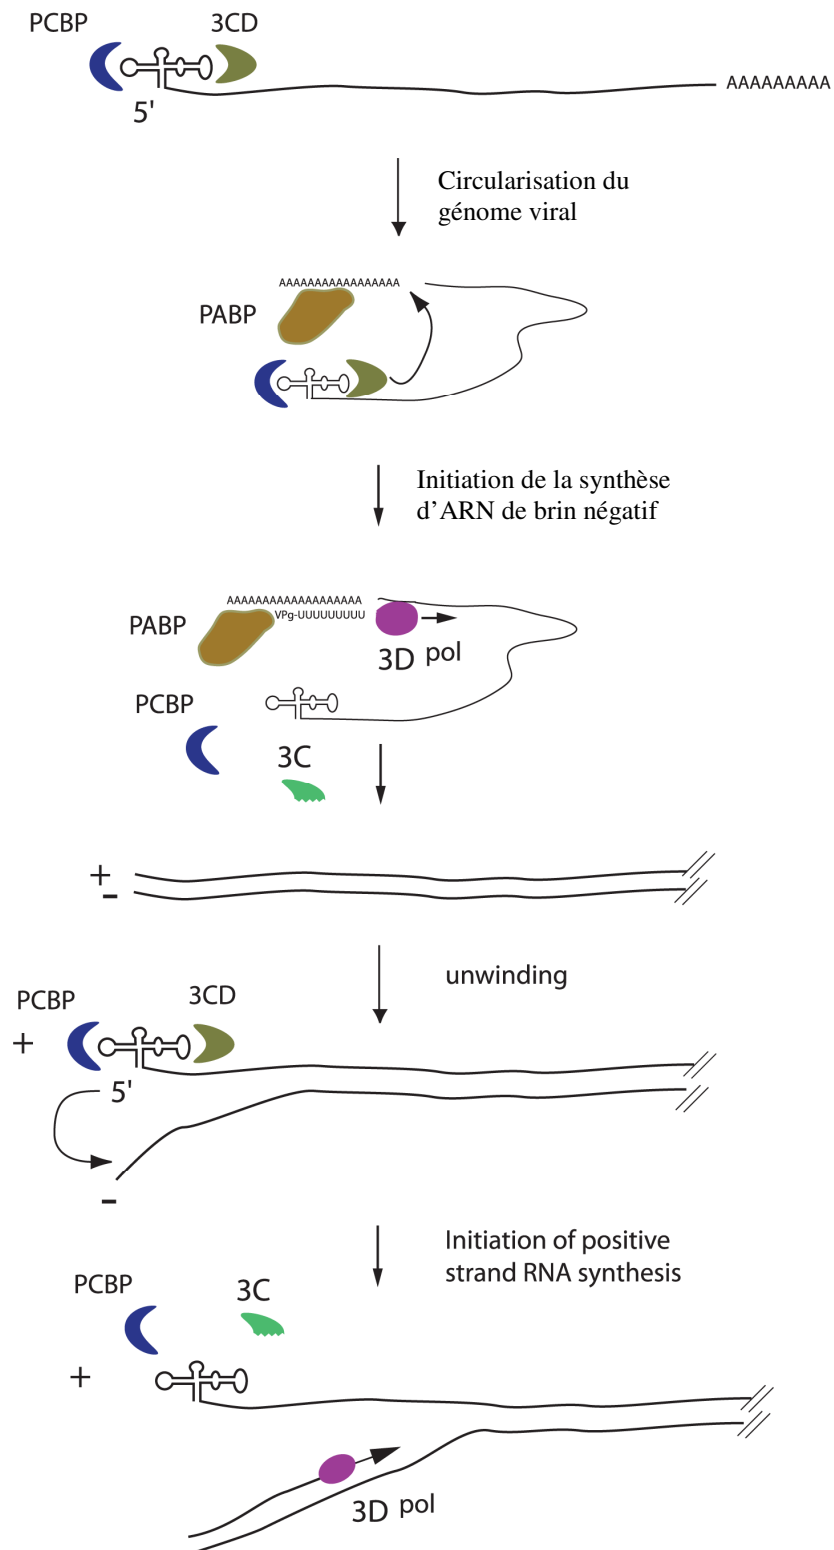 PCBP 3CD
5'
AAAAAAAAA
Circularisation du
génome viral
AAAAAAAAAAAAAAAAA
PABP
Initiation de la synthèse
d'ARN de brin négatif
AAAAAAAAAAAAAAAAAAA
VPg-UUUUUUUUU
PABP
3D pol
PCBP
3C
+
-
unwinding
PCBP 3CD
+
5'
-
Initiation of positive
strand RNA synthesis
PCBP 3C
+
3D pol